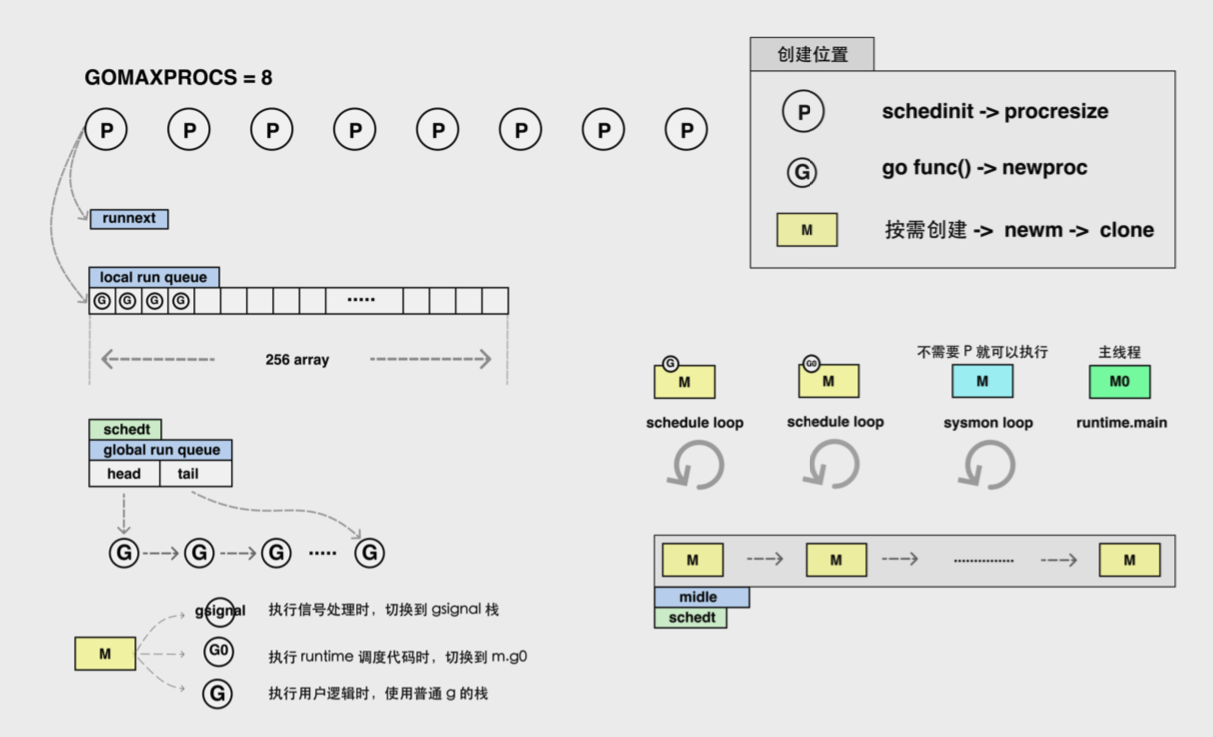 GOMAXPROCS = 8
P P P P P P P P
runnext
local run queue
G G G G
.....
256 array
schedt
global run queue
head tail
G G G ..... G
M
gsignal 执行信号处理时，切换到 gsignal 栈
G0 执行 runtime 调度代码时，切换到 m.g0
G 执行用户逻辑时，使用普通 g 的栈
创建位置
P schedinit -> procresize
G go func() -> newproc
M 按需创建 -> newm -> clone
不需要 P 就可以执行 主线程
G G0
M M M M0
schedule loop schedule loop sysmon loop runtime.main
M M ............... M
midle
schedt